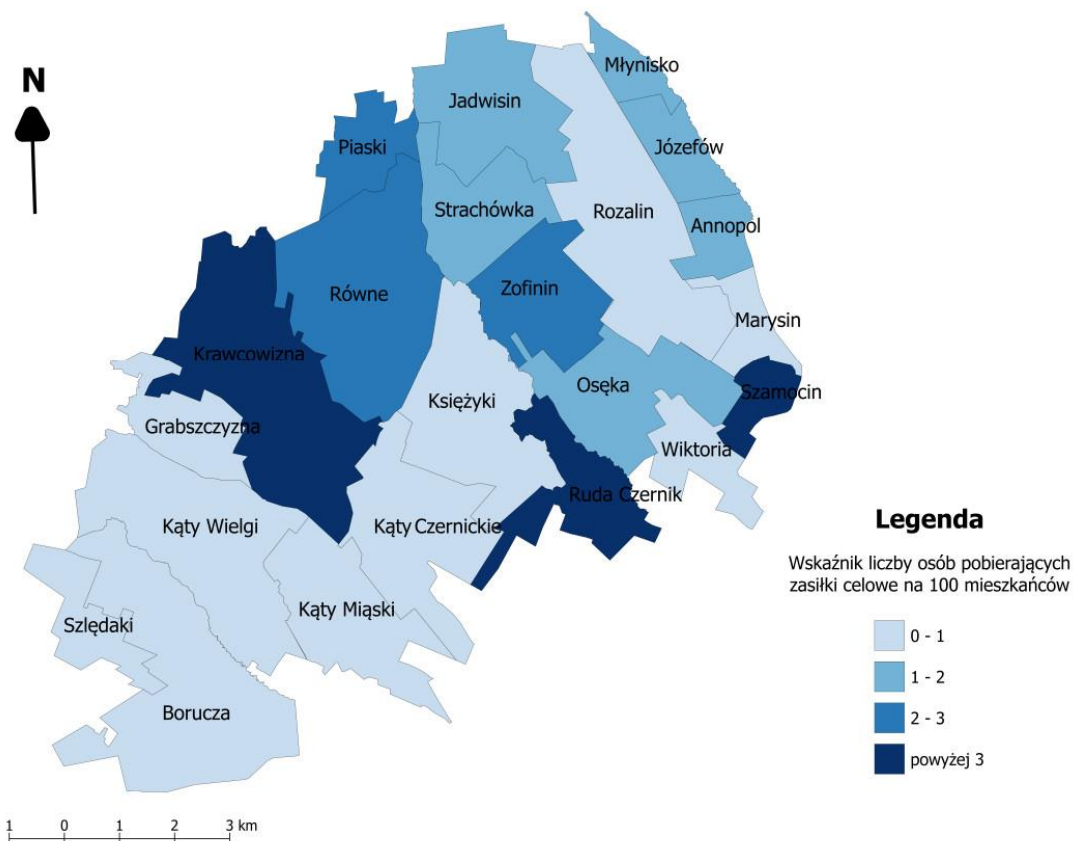 N
Młynisko
Jadwisin
Piaski
Józefów
Strachówka
Rozalin
Annopol
Zofinin
Równe
Marysin
Krawcowizna
Osęka
Szamocin
Księżyki
Grabszczyzna
Wiktoria
Ruda Czernik
Kąty Wielgi
Kąty Czernickie
Kąty Miąski
Szlędaki
Borucza
Legenda
Wskaźnik liczby osób pobierających
zasiłki celowe na 100 mieszkańców
0 - 1
1 - 2
2 - 3
powyżej 3
1 0 1 2 3 km